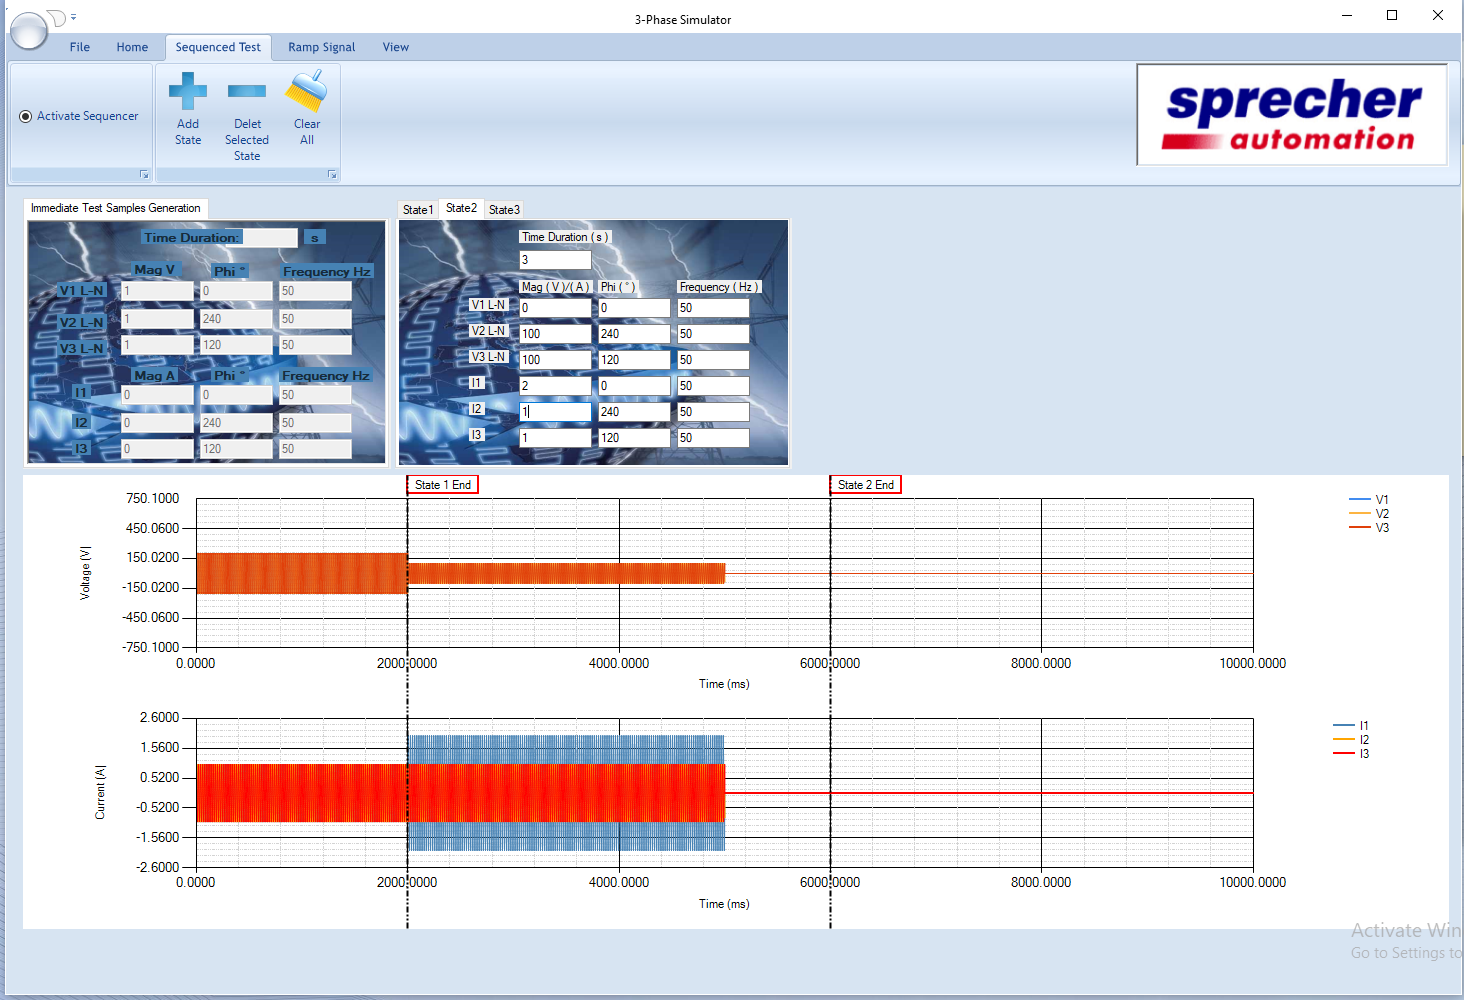 3-Phase Simulator
File Home Sequenced Test Ramp Signal View
Activate Sequencer
Add State
Delet Selected State
Clear All
sprecher
automation
Immediate Test Samples Generation
Time Duration: s
Mag V Phi ° Frequency Hz
V1 L-N 1 0 50
V2 L-N 1 240 50
V3 L-N 1 120 50
Mag A Phi ° Frequency Hz
I1 0 0 50
I2 0 240 50
I3 0 120 50
State1 State2 State3
Time Duration ( s )
3
Mag ( V )/( A ) Phi ( ° ) Frequency ( Hz )
V1 L-N 0 0 50
V2 L-N 100 240 50
V3 L-N 100 120 50
I1 2 0 50
I2 1 240 50
I3 1 120 50
State 1 End State 2 End
750.1000
450.0600
150.0200
-150.0200
-450.0600
-750.1000
Voltage (V|
0.0000 2000.0000 4000.0000 6000.0000 8000.0000 10000.0000
Time (ms)
V1
V2
V3
2.6000
1.5600
0.5200
-0.5200
-1.5600
-2.6000
Current (A|
0.0000 2000.0000 4000.0000 6000.0000 8000.0000 10000.0000
Time (ms)
I1
I2
I3
Activate Win
Go to Settings to